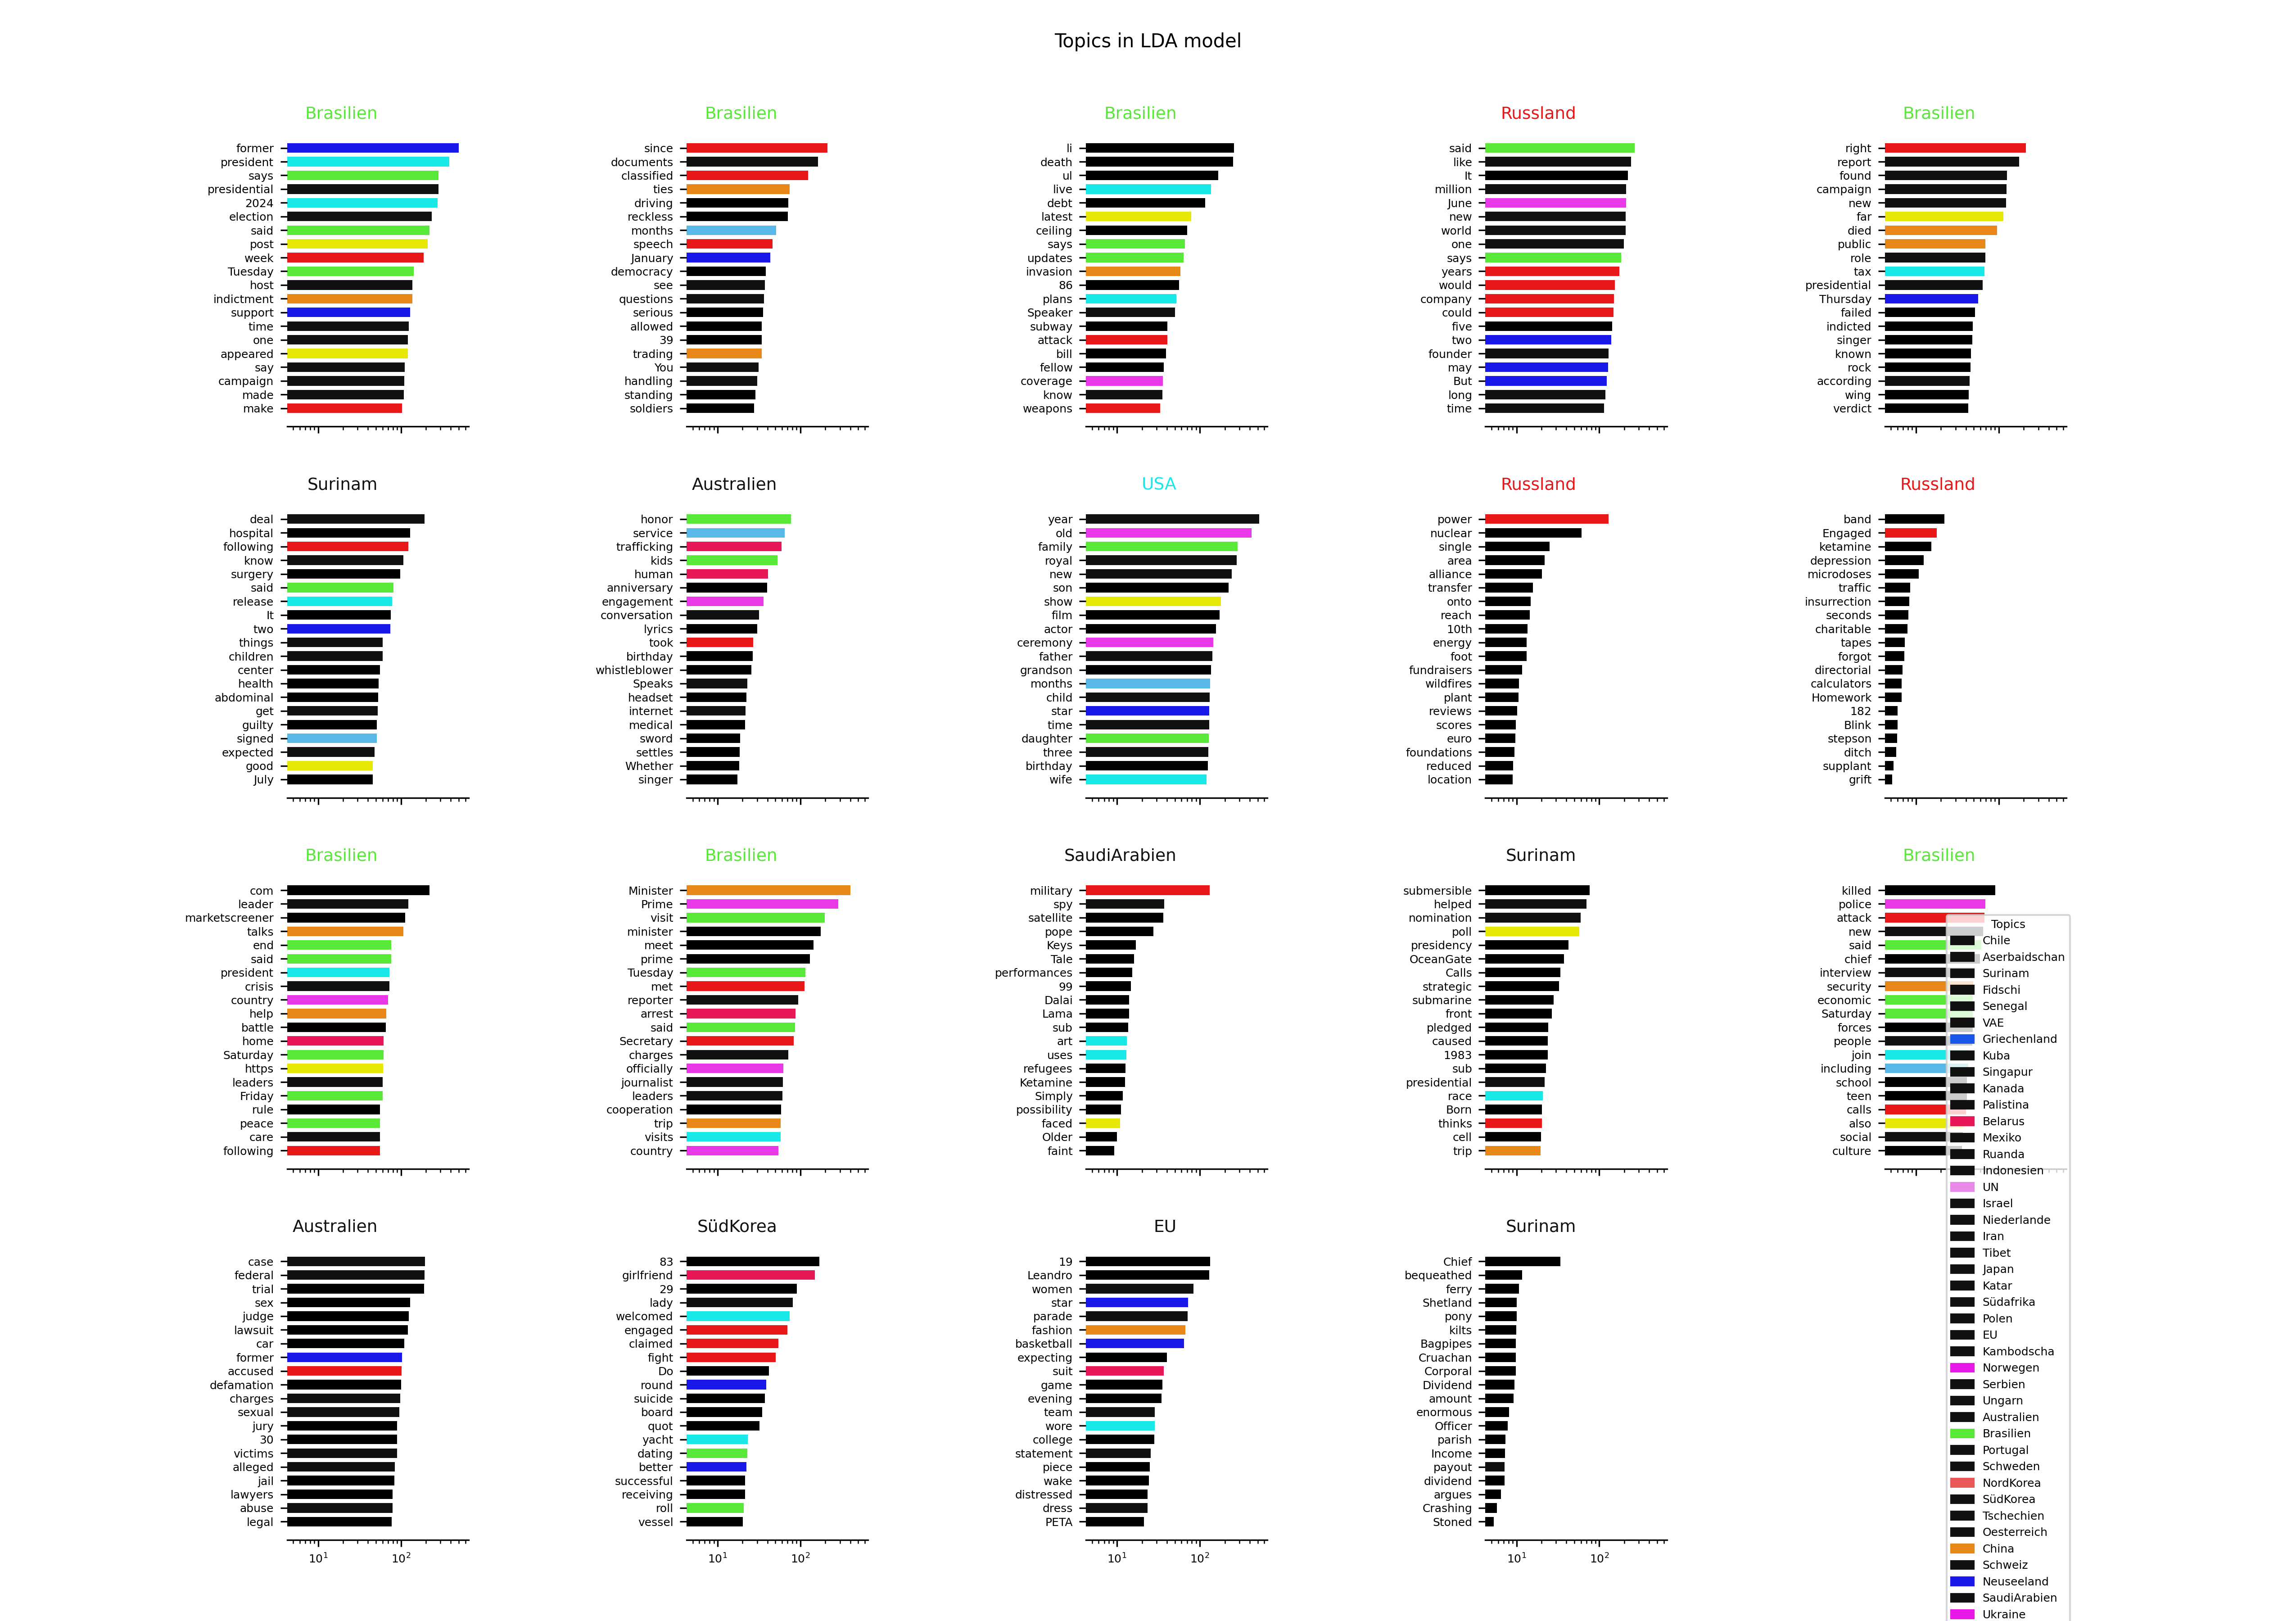 Topics in LDA model
Brasilien
former
president
says
presidential
2024
election
said
post
week
Tuesday
host
indictment
support
time
one
appeared
say
campaign
made
make
Brasilien
since
documents
classified
ties
driving
reckless
months
speech
January
democracy
see
questions
serious
allowed
39
trading
You
handling
standing
soldiers
Brasilien
li
death
ul
live
debt
latest
ceiling
says
updates
invasion
86
plans
Speaker
subway
attack
bill
fellow
coverage
know
weapons
Russland
said
like
It
million
June
new
world
one
says
years
would
company
could
five
two
founder
may
But
long
time
Brasilien
right
report
found
campaign
new
far
died
public
role
tax
presidential
Thursday
failed
indicted
singer
known
rock
according
wing
verdict
Surinam
deal
hospital
following
know
surgery
said
release
It
two
things
children
center
health
abdominal
get
guilty
signed
expected
good
July
Australien
honor
service
trafficking
kids
human
anniversary
engagement
conversation
lyrics
took
birthday
whistleblower
Speaks
headset
internet
medical
sword
settles
Whether
singer
USA
year
old
family
royal
new
son
show
film
actor
ceremony
father
grandson
months
child
star
time
daughter
three
birthday
wife
Russland
power
nuclear
single
area
alliance
transfer
onto
reach
10th
energy
foot
fundraisers
wildfires
plant
reviews
scores
euro
foundations
reduced
location
Russland
band
Engaged
ketamine
depression
microdoses
traffic
insurrection
seconds
charitable
tapes
forgot
directorial
calculators
Homework
182
Blink
stepson
ditch
supplant
grift
Brasilien
com
leader
marketscreener
talks
end
said
president
crisis
country
help
battle
home
Saturday
https
leaders
Friday
rule
peace
care
following
Brasilien
Minister
Prime
visit
minister
meet
prime
Tuesday
met
reporter
arrest
said
Secretary
charges
officially
journalist
leaders
cooperation
trip
visits
country
SaudiArabien
military
spy
satellite
pope
Keys
Tale
performances
99
Dalai
Lama
sub
art
uses
refugees
Ketamine
Simply
possibility
faced
Older
faint
Surinam
submersible
helped
nomination
poll
presidency
OceanGate
Calls
strategic
submarine
front
pledged
caused
1983
sub
presidential
race
Born
thinks
cell
trip
Brasilien
killed
police
attack
new
said
chief
interview
security
economic
Saturday
forces
people
join
including
school
teen
calls
also
social
culture
Australien
case
federal
trial
sex
judge
lawsuit
car
former
accused
defamation
charges
sexual
jury
30
victims
alleged
jail
lawyers
abuse
legal
10¹ 10²
SüdKorea
83
girlfriend
29
lady
welcomed
engaged
claimed
fight
Do
round
suicide
board
quot
yacht
dating
better
successful
receiving
roll
vessel
10¹ 10²
EU
19
Leandro
women
star
parade
fashion
basketball
expecting
suit
game
evening
team
wore
college
statement
piece
wake
distressed
dress
PETA
10¹ 10²
Surinam
Chief
bequeathed
ferry
Shetland
pony
kilts
Bagpipes
Cruachan
Corporal
Dividend
amount
enormous
Officer
parish
Income
payout
dividend
argues
Crashing
Stoned
10¹ 10²
Topics
Chile
Aserbaidschan
Surinam
Fidschi
Senegal
VAE
Griechenland
Kuba
Singapur
Kanada
Palistina
Belarus
Mexiko
Ruanda
Indonesien
UN
Israel
Niederlande
Iran
Tibet
Japan
Katar
Südafrika
Polen
EU
Kambodscha
Norwegen
Serbien
Ungarn
Australien
Brasilien
Portugal
Schweden
NordKorea
SüdKorea
Tschechien
Oesterreich
China
Schweiz
Neuseeland
SaudiArabien
Ukraine